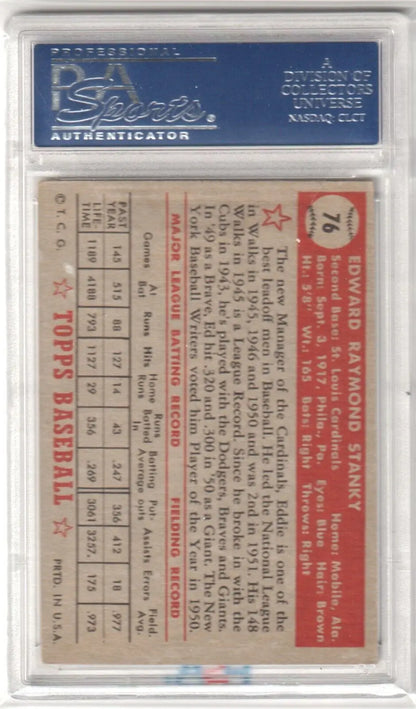 PROFESSIONAL
PSA
Sports®
AUTHENTICATOR
A
DIVISION OF
COLLECTORS
UNIVERSE
NASDAQ: CLCT
76
EDWARD RAYMOND STANKY
Second Base: St. Louis Cardinals Home: Mobile, Ala.
Born: Sept. 3, 1917, Phila., Pa. Eyes: Blue Hair: Brown
Ht.: 5'8" Wt.: 165 Bats: Right Throws: Right
The new Manager of the Cardinals, Eddie is one of the
best leadoff men in Baseball. He led the National League
in Walks in 1945, 1946 and 1950 and was 2nd in 1951. His 148
Walks in 1945 is a League Record. Since he broke in with the
Cubs in 1943, he's played with the Dodgers, Braves and Giants.
In '49 as a Brave, Ed hit .320 and .300 in '50 as a Giant. The New
York Baseball Writers voted him Player of the Year in 1950.
MAJOR LEAGUE BATTING RECORD FIELDING RECORD
Games At Bat Runs Hits Home Runs Runs Batted In Batting Average Put-outs Assists Errors Field. Avg.
PAST YEAR 145 515 88 127 14 43 .247 356 412 18 .977
LIFE-TIME 1189 4188 793 1127 29 356 .269 3061 3257 175 .973
© T. C. G. TOPPS BASEBALL PRTD. IN U.S.A.